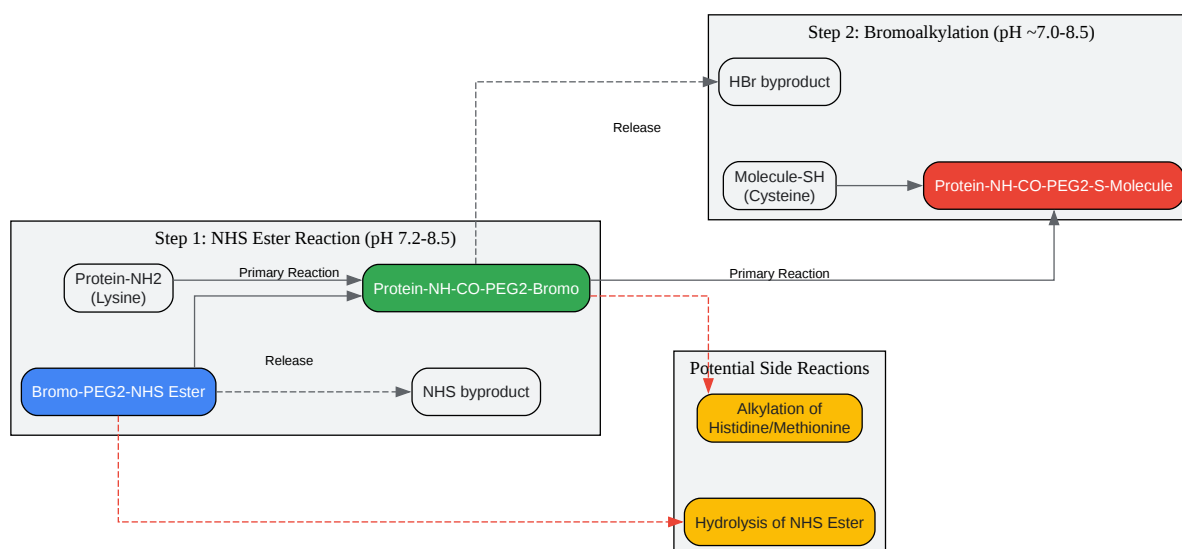 Step 2: Bromoalkylation (pH ~7.0-8.5)
HBr byproduct
Release
Molecule-SH
(Cysteine)
Protein-NH-CO-PEG2-S-Molecule
Step 1: NHS Ester Reaction (pH 7.2-8.5)
Protein-NH2
(Lysine)
Primary Reaction
Protein-NH-CO-PEG2-Bromo
Primary Reaction
Release
Bromo-PEG2-NHS Ester
NHS byproduct
Potential Side Reactions
Alkylation of
Histidine/Methionine
Hydrolysis of NHS Ester